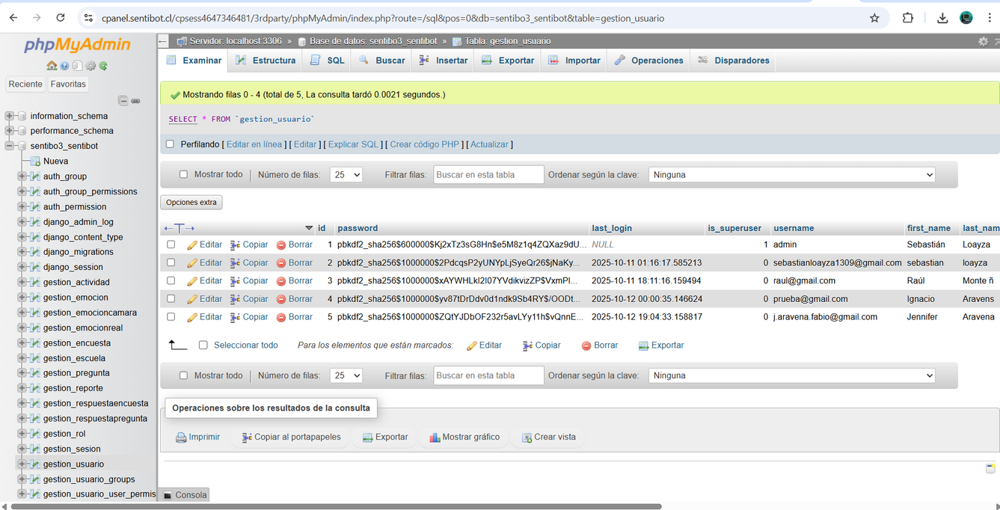 cpanel.sentibot.cl/cpsess4647346481/3rdparty/phpMyAdmin/index.php?route=/sql&pos=0&db=sentibo3_sentibot&table=gestion_usuario
phpMyAdmin
Reciente Favoritas
information_schema
performance_schema
sentibo3_sentibot
Nueva
auth_group
auth_group_permissions
auth_permission
django_admin_log
django_content_type
django_migrations
django_session
gestion_actividad
gestion_emocion
gestion_emocioncamara
gestion_emocionreal
gestion_encuesta
gestion_escuela
gestion_pregunta
gestion_reporte
gestion_respuestaencuesta
gestion_respuestapregunta
gestion_rol
gestion_sesion
gestion_usuario
gestion_usuario_groups
gestion_usuario_user_permis
Servidor: localhost:3306 » Base de datos: sentibo3_sentibot » Tabla: gestion_usuario
Examinar Estructura SQL Buscar Insertar Exportar Importar Operaciones Disparadores
Mostrando filas 0 - 4 (total de 5, La consulta tardó 0.0021 segundos.)
SELECT * FROM `gestion_usuario`
Perfilando [ Editar en línea ] [ Editar ] [ Explicar SQL ] [ Crear código PHP ] [ Actualizar ]
Mostrar todo Número de filas: 25 Filtrar filas: Buscar en esta tabla Ordenar según la clave: Ninguna
Opciones extra
←T→ id password last_login is_superuser username first_name last_nam
Editar Copiar Borrar 1 pbkdf2_sha256$600000$Kj2xTz3sG8Hn$e5M8z1q4ZQXaz9dU... NULL 1 admin Sebastián Loayza
Editar Copiar Borrar 2 pbkdf2_sha256$1000000$2PdcqsP2yUNYpLjSyeQr26$jNaKy... 2025-10-11 01:16:17.585213 0 sebastianloayza1309@gmail.com sebastian loayza
Editar Copiar Borrar 3 pbkdf2_sha256$1000000$xAYWHLkl2I07YVdikvizZP$VxmPl... 2025-10-11 18:11:16.159494 0 raul@gmail.com Raúl Monte ñ
Editar Copiar Borrar 4 pbkdf2_sha256$1000000$yv87tDrDdv0d1ndk9Sb4RY$/OODt... 2025-10-12 00:00:35.146624 0 prueba@gmail.com Ignacio Aravens
Editar Copiar Borrar 5 pbkdf2_sha256$1000000$ZQtYJDbOF232r5avLYy11h$vQnnE... 2025-10-12 19:04:33.158817 0 j.aravena.fabio@gmail.com Jennifer Aravena
Seleccionar todo Para los elementos que están marcados: Editar Copiar Borrar Exportar
Mostrar todo Número de filas: 25 Filtrar filas: Buscar en esta tabla Ordenar según la clave: Ninguna
Operaciones sobre los resultados de la consulta
Imprimir Copiar al portapapeles Exportar Mostrar gráfico Crear vista
Consola